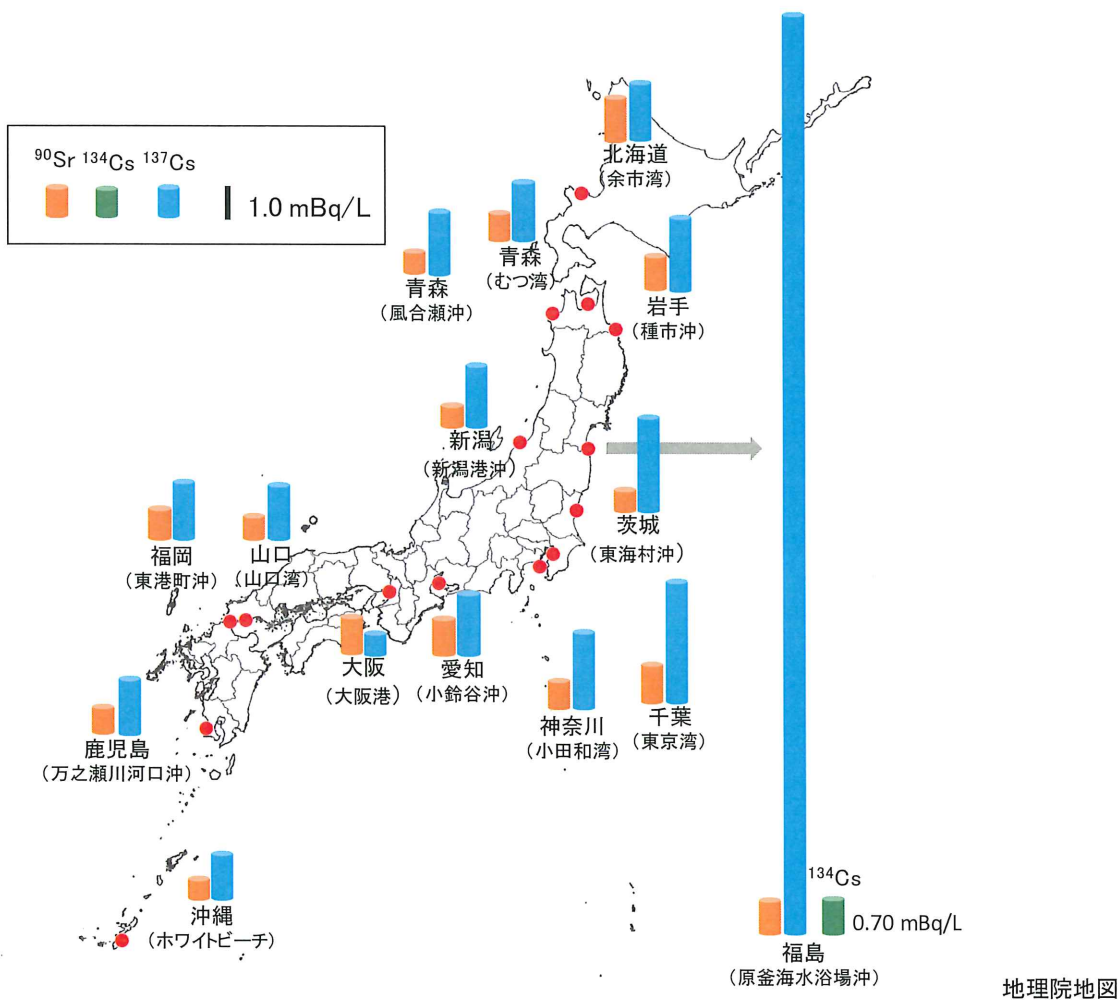 ⁹⁰Sr ¹³⁴Cs ¹³⁷Cs
1.0 mBq/L
北海道
(余市湾)
青森
(むつ湾)
青森
(風合瀬沖)
岩手
(種市沖)
新潟
(新潟港沖)
茨城
(東海村沖)
福岡
(東港町沖)
山口
(山口湾)
大阪
(大阪港)
愛知
(小鈴谷沖)
神奈川
(小田和湾)
千葉
(東京湾)
鹿児島
(万之瀬川河口沖)
沖縄
(ホワイトビーチ)
¹³⁴Cs
0.70 mBq/L
福島
(原釜海水浴場沖)
地理院地図